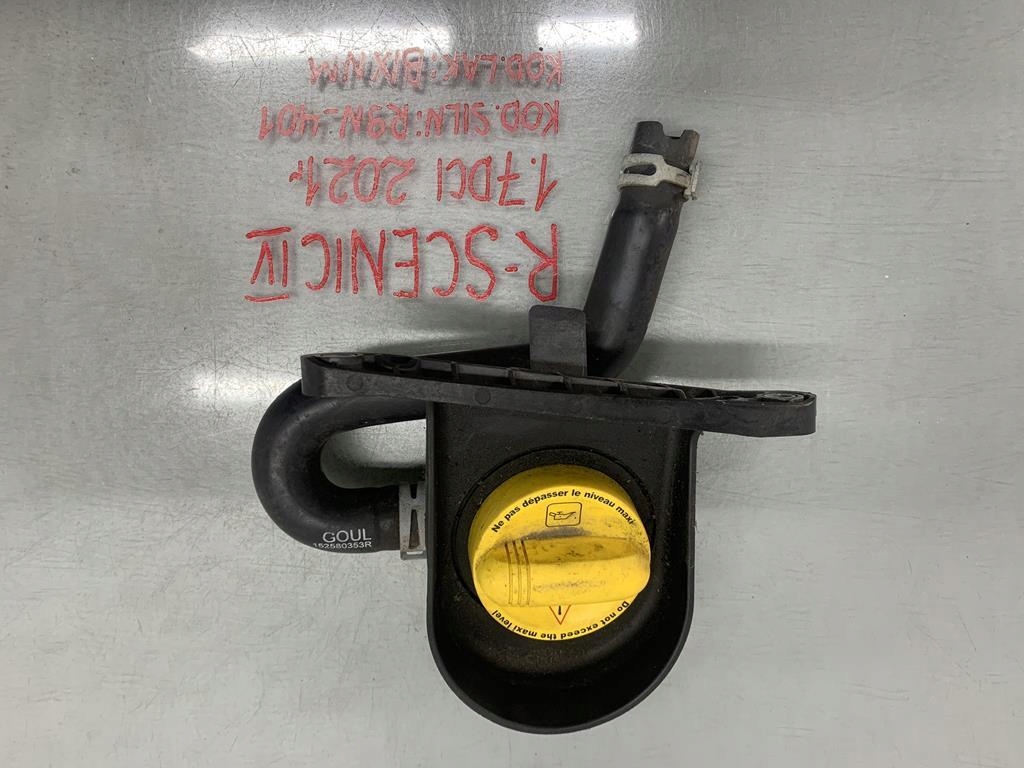 R-SCENIC IV
1.7DCI 2021r
KOD.SILN: R9N-401
KOD.LAK: BIXNM
GOUL
152580353R
Ne pas dépasser le niveau maxi
Do not exceed the maxi level